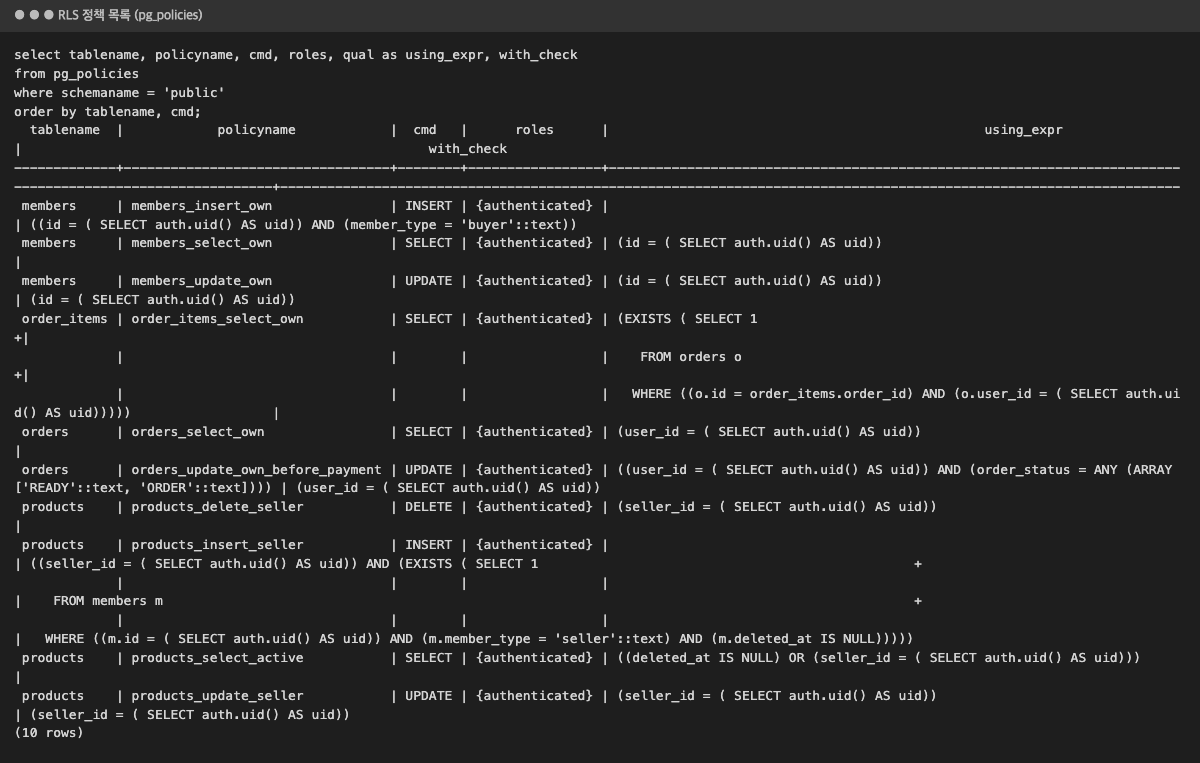 RLS 정책 목록 (pg_policies)
select tablename, policyname, cmd, roles, qual as using_expr, with_check
from pg_policies
where schemaname = 'public'
order by tablename, cmd;
  tablename  |            policyname            |  cmd   |      roles      |                                                using_expr
|                                                    with_check
-------------+----------------------------------+--------+-----------------+-------------------------------------------------------------------------
---------------------------------+-------------------------------------------------------------------------------------------------------------------
 members     | members_insert_own               | INSERT | {authenticated} |
| ((id = ( SELECT auth.uid() AS uid)) AND (member_type = 'buyer'::text))
 members     | members_select_own               | SELECT | {authenticated} | (id = ( SELECT auth.uid() AS uid))
|
 members     | members_update_own               | UPDATE | {authenticated} | (id = ( SELECT auth.uid() AS uid))
| (id = ( SELECT auth.uid() AS uid))
 order_items | order_items_select_own           | SELECT | {authenticated} | (EXISTS ( SELECT 1
+|
             |                                  |        |                 |    FROM orders o
+|
             |                                  |        |                 |   WHERE ((o.id = order_items.order_id) AND (o.user_id = ( SELECT auth.ui
d() AS uid)))))                  |
 orders      | orders_select_own                | SELECT | {authenticated} | (user_id = ( SELECT auth.uid() AS uid))
|
 orders      | orders_update_own_before_payment | UPDATE | {authenticated} | ((user_id = ( SELECT auth.uid() AS uid)) AND (order_status = ANY (ARRAY
['READY'::text, 'ORDER'::text]))) | (user_id = ( SELECT auth.uid() AS uid))
 products    | products_delete_seller           | DELETE | {authenticated} | (seller_id = ( SELECT auth.uid() AS uid))
|
 products    | products_insert_seller           | INSERT | {authenticated} |
| ((seller_id = ( SELECT auth.uid() AS uid)) AND (EXISTS ( SELECT 1                                                +
             |                                  |        |                 |
|    FROM members m                                                                                                +
             |                                  |        |                 |
|   WHERE ((m.id = ( SELECT auth.uid() AS uid)) AND (m.member_type = 'seller'::text) AND (m.deleted_at IS NULL)))))
 products    | products_select_active           | SELECT | {authenticated} | ((deleted_at IS NULL) OR (seller_id = ( SELECT auth.uid() AS uid)))
|
 products    | products_update_seller           | UPDATE | {authenticated} | (seller_id = ( SELECT auth.uid() AS uid))
| (seller_id = ( SELECT auth.uid() AS uid))
(10 rows)